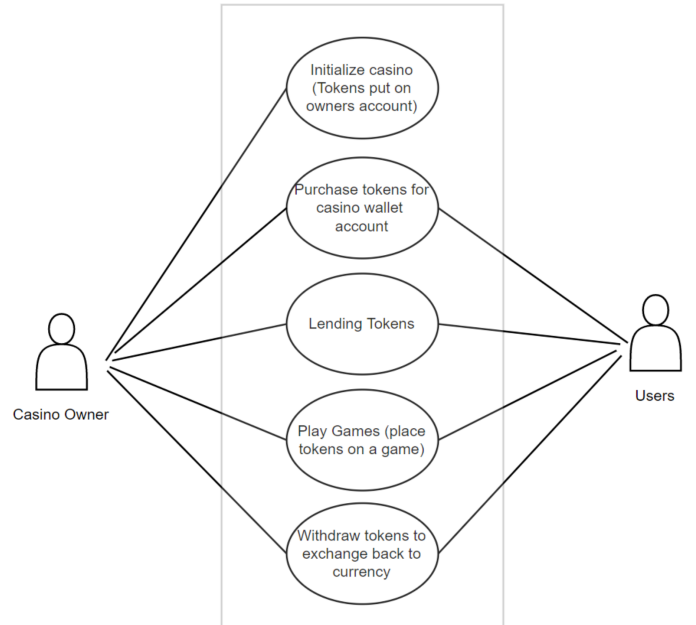 Initialize casino
(Tokens put on
owners account)
Purchase tokens for
casino wallet
account
Lending Tokens
Casino Owner
Users
Play Games (place
tokens on a game)
Withdraw tokens to
exchange back to
currency